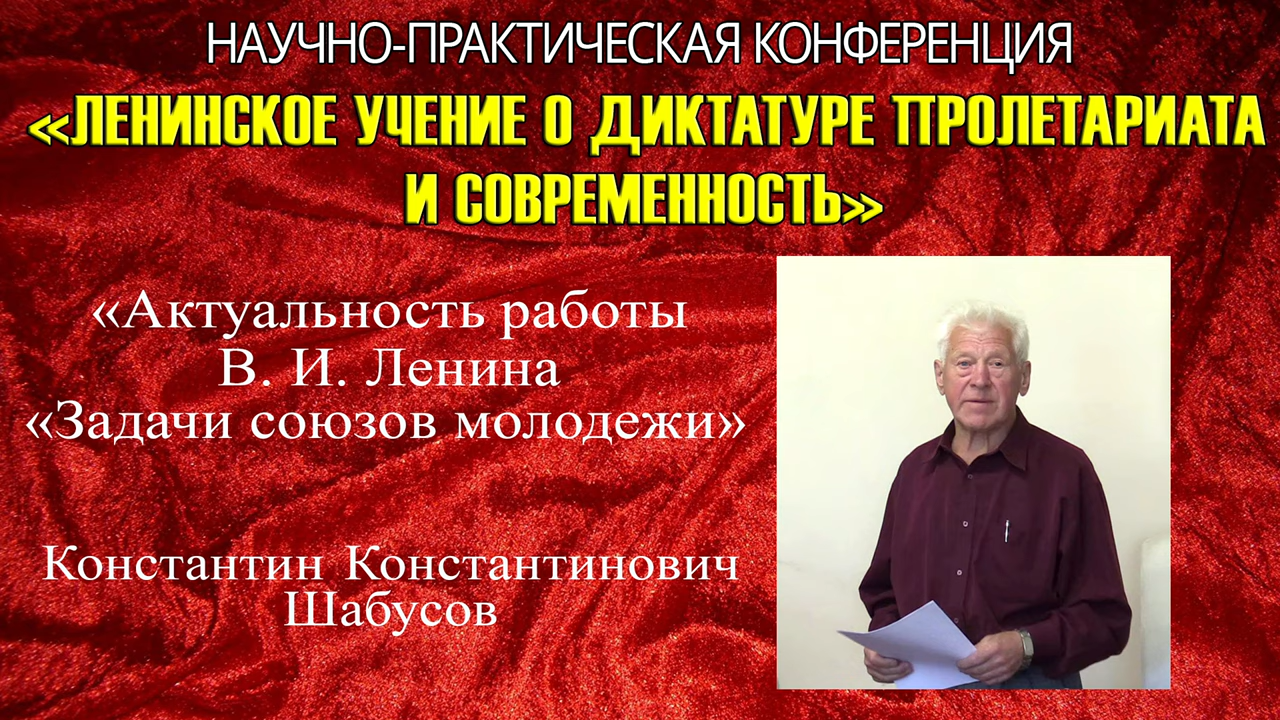 НАУЧНО-ПРАКТИЧЕСКАЯ КОНФЕРЕНЦИЯ
«ЛЕНИНСКОЕ УЧЕНИЕ О ДИКТАТУРЕ ПРОЛЕТАРИАТА
И СОВРЕМЕННОСТЬ»
«Актуальность работы
В. И. Ленина
«Задачи союзов молодежи»
Константин Константинович
Шабусов